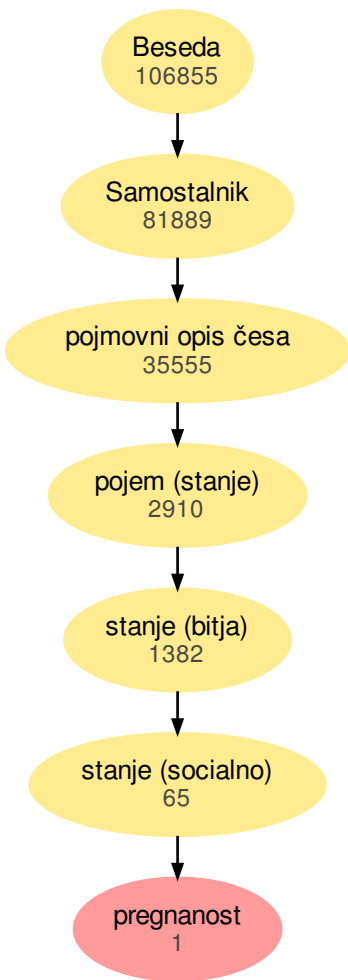 Beseda
106855
Samostalnik
81889
pojmovni opis česa
35555
pojem (stanje)
2910
stanje (bitja)
1382
stanje (socialno)
65
pregnanost
1